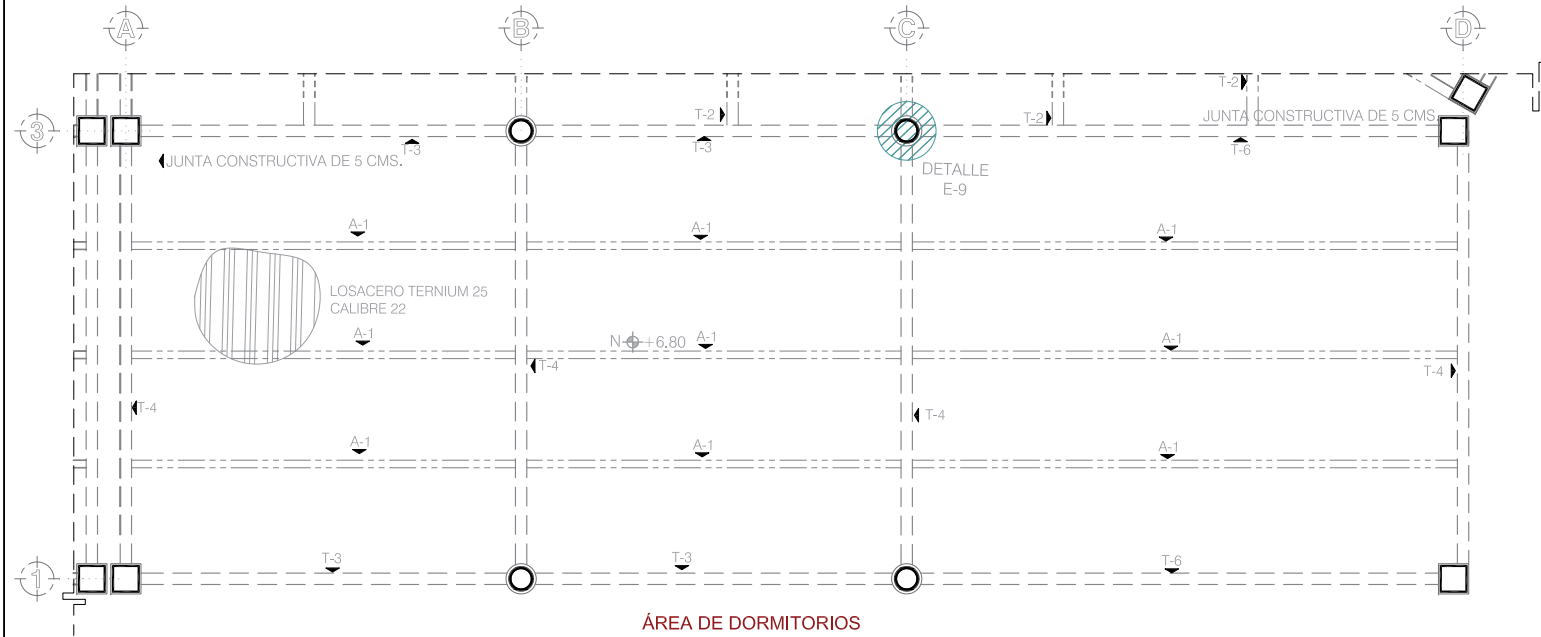 A
B
C
D
T-2
3
T-2
T-2
JUNTA CONSTRUCTIVA DE 5 CMS.
T-3
T-3
T-6
JUNTA CONSTRUCTIVA DE 5 CMS.
DETALLE
E-9
A-1
A-1
A-1
LOSACERO TERNIUM 25
CALIBRE 22
A-1
N +6.80
A-1
A-1
T-4
T-4
T-4
T-4
A-1
A-1
A-1
T-3
T-3
T-6
1
ÁREA DE DORMITORIOS